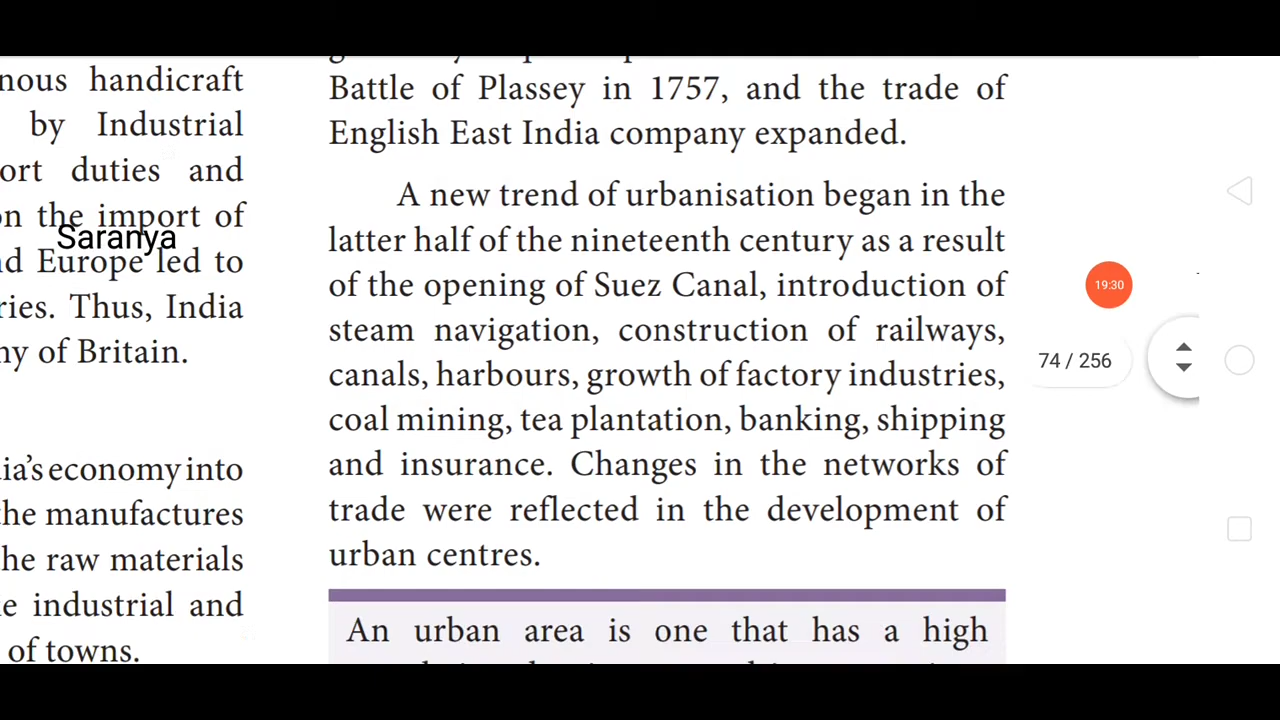 nous handicraft
by Industrial
ort duties and
on the import of
Saranya
nd Europe led to
ries. Thus, India
ny of Britain.
ia's economy into
the manufactures
he raw materials
e industrial and
of towns.
Battle of Plassey in 1757, and the trade of
English East India company expanded.
A new trend of urbanisation began in the
latter half of the nineteenth century as a result
of the opening of Suez Canal, introduction of
steam navigation, construction of railways,
canals, harbours, growth of factory industries,
coal mining, tea plantation, banking, shipping
and insurance. Changes in the networks of
trade were reflected in the development of
urban centres.
An urban area is one that has a high
19:30
74 / 256